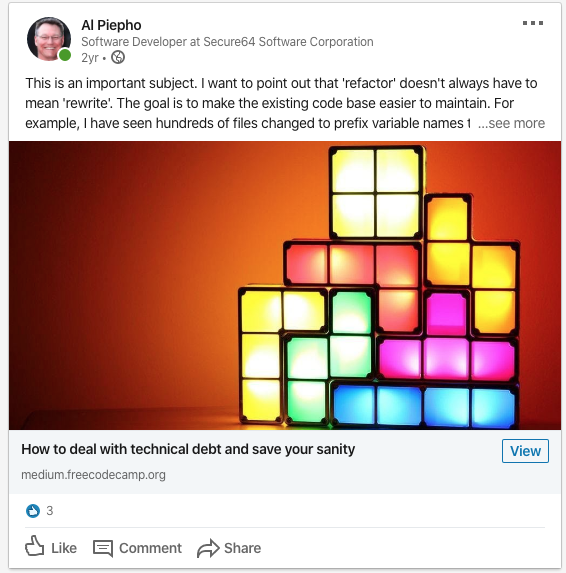 Al Piepho
Software Developer at Secure64 Software Corporation
2yr •
This is an important subject. I want to point out that 'refactor' doesn't always have to
mean 'rewrite'. The goal is to make the existing code base easier to maintain. For
example, I have seen hundreds of files changed to prefix variable names t ...see more
How to deal with technical debt and save your sanity
View
medium.freecodecamp.org
3
Like
Comment
Share